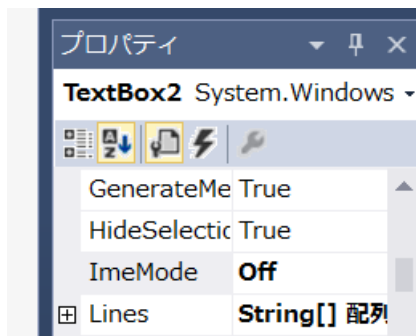 プロパティ
TextBox2 System.Windows
GenerateMe True
HideSelectic True
ImeMode Off
Lines String[] 配列